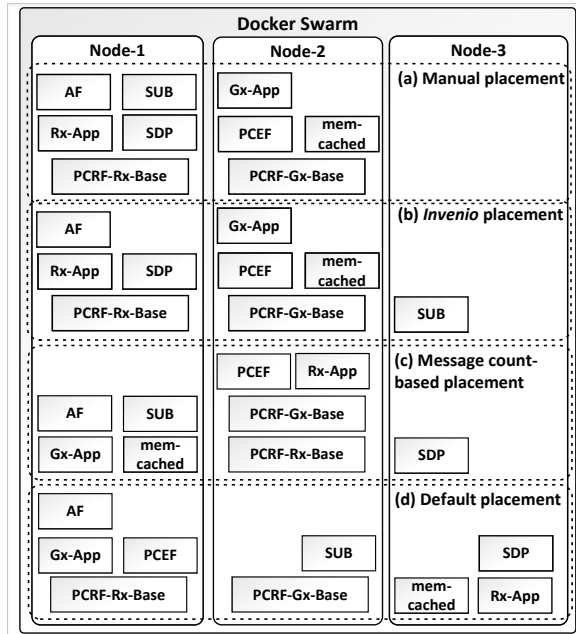 Docker Swarm
Node-1
Node-2
Node-3
(a) Manual placement
AF
SUB
Gx-App
Rx-App
SDP
PCEF
mem-
cached
PCRF-Rx-Base
PCRF-Gx-Base
(b) Invenio placement
AF
Gx-App
Rx-App
SDP
PCEF
mem-
cached
PCRF-Rx-Base
PCRF-Gx-Base
SUB
(c) Message count-
based placement
PCEF
Rx-App
AF
SUB
PCRF-Gx-Base
Gx-App
mem-
cached
PCRF-Rx-Base
SDP
(d) Default placement
AF
Gx-App
PCEF
SUB
SDP
PCRF-Rx-Base
PCRF-Gx-Base
mem-
cached
Rx-App